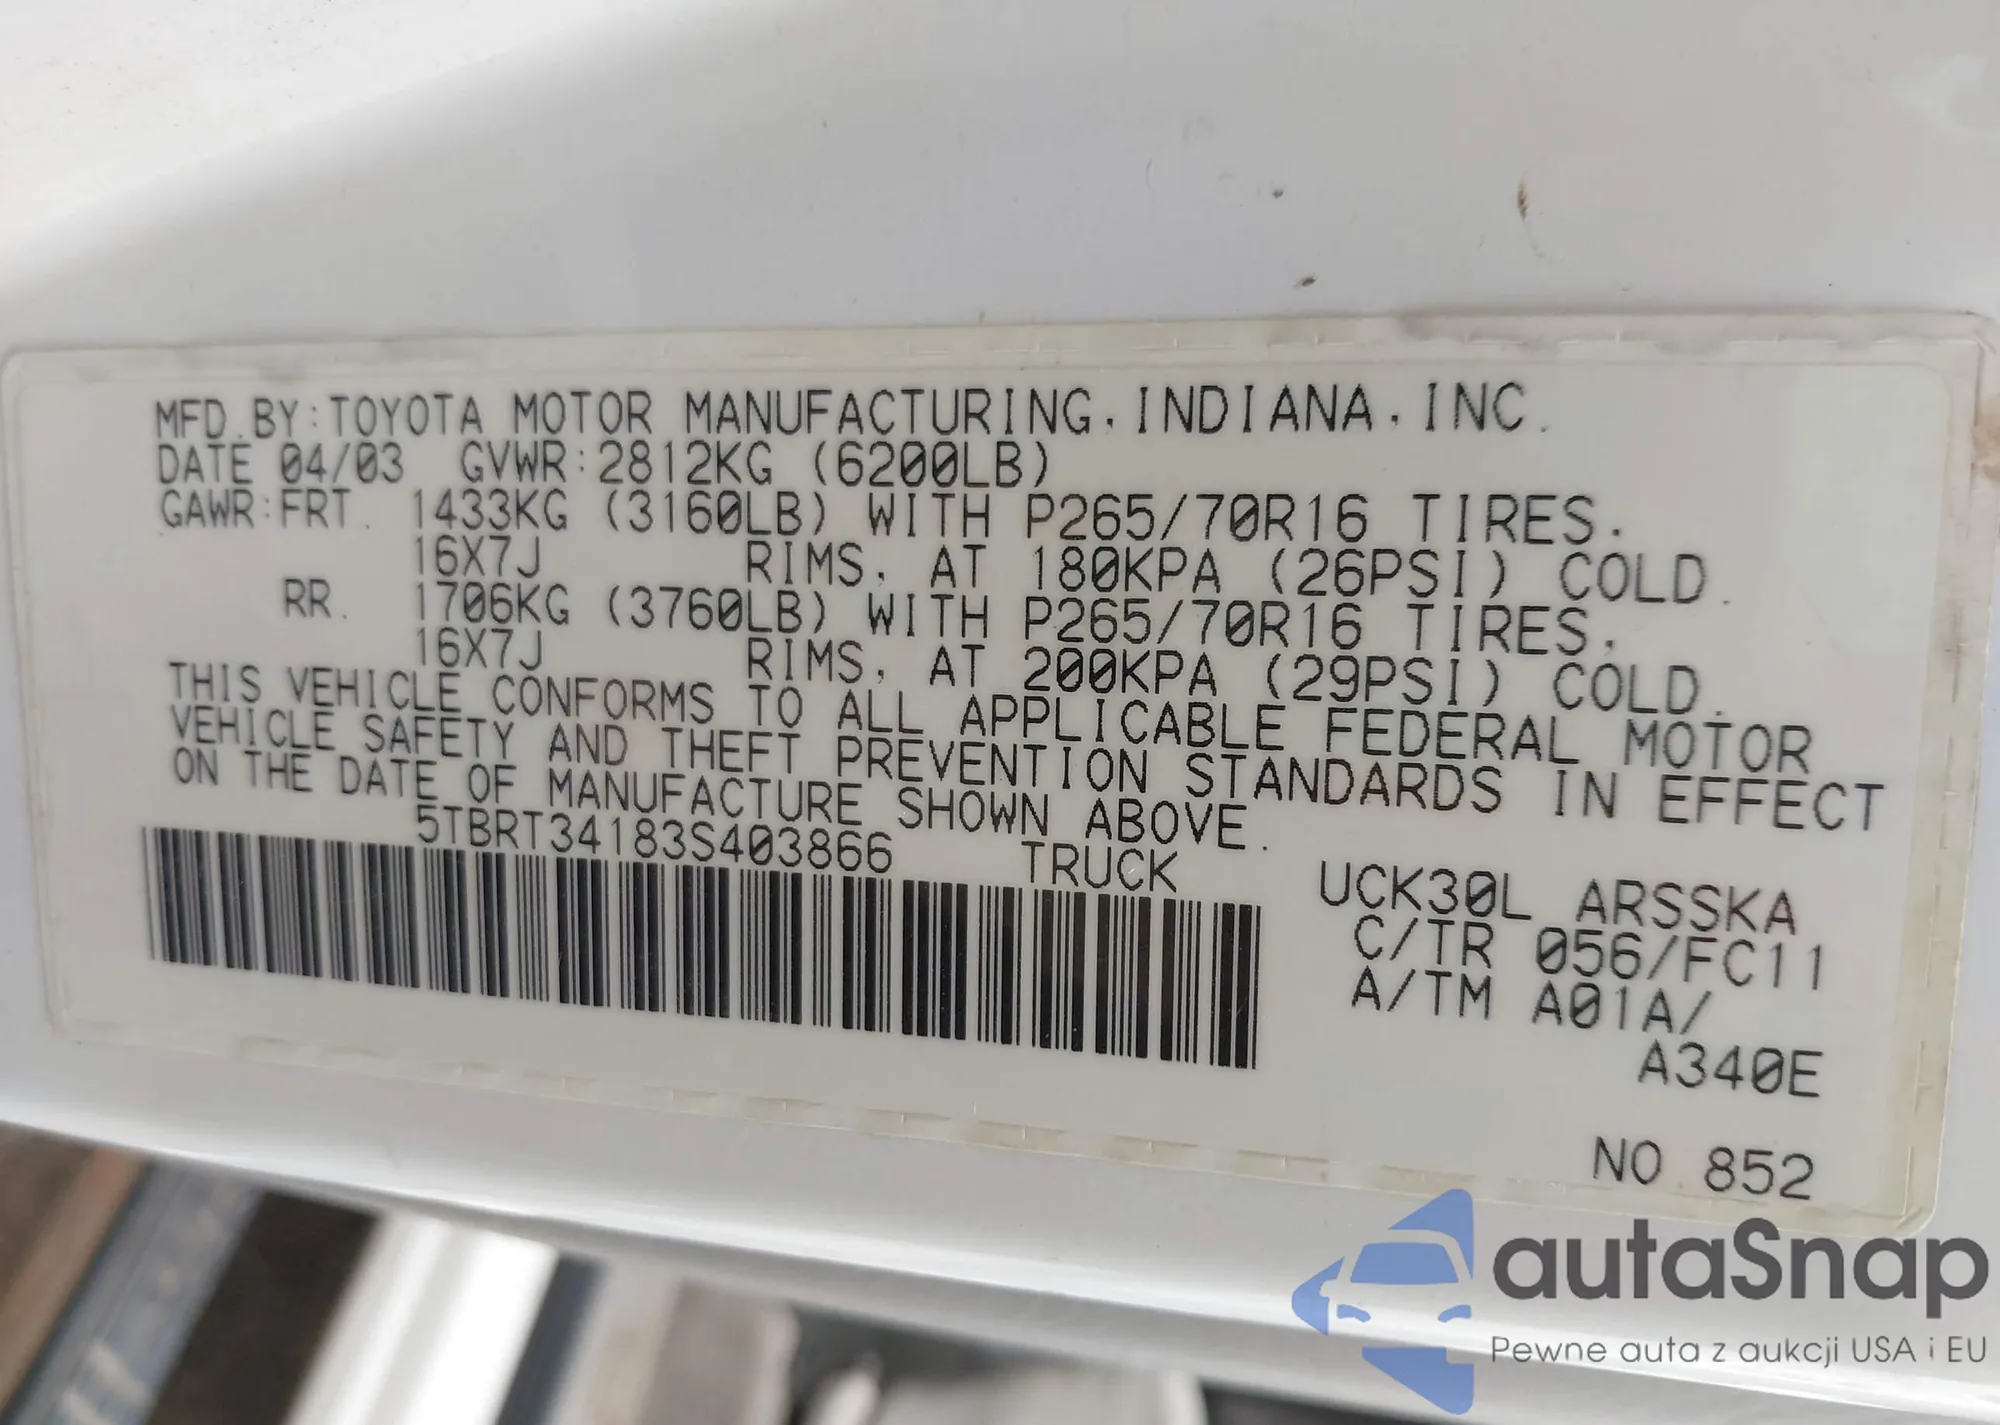 MFD.BY:TOYOTA MOTOR MANUFACTURING,INDIANA,INC.
DATE 04/03 GVWR:2812KG (6200LB)
GAWR:FRT. 1433KG (3160LB) WITH P265/70R16 TIRES.
16X7J RIMS, AT 180KPA (26PSI) COLD.
RR. 1706KG (3760LB) WITH P265/70R16 TIRES,
16X7J RIMS, AT 200KPA (29PSI) COLD.
THIS VEHICLE CONFORMS TO ALL APPLICABLE FEDERAL MOTOR
VEHICLE SAFETY AND THEFT PREVENTION STANDARDS IN EFFECT
ON THE DATE OF MANUFACTURE SHOWN ABOVE.
5TBRT34183S403866 TRUCK
UCK30L ARSSKA
C/TR 056/FC11
A/TM A01A/
A340E
NO.852
autaSnap
Pewne auta z aukcji USA i EU